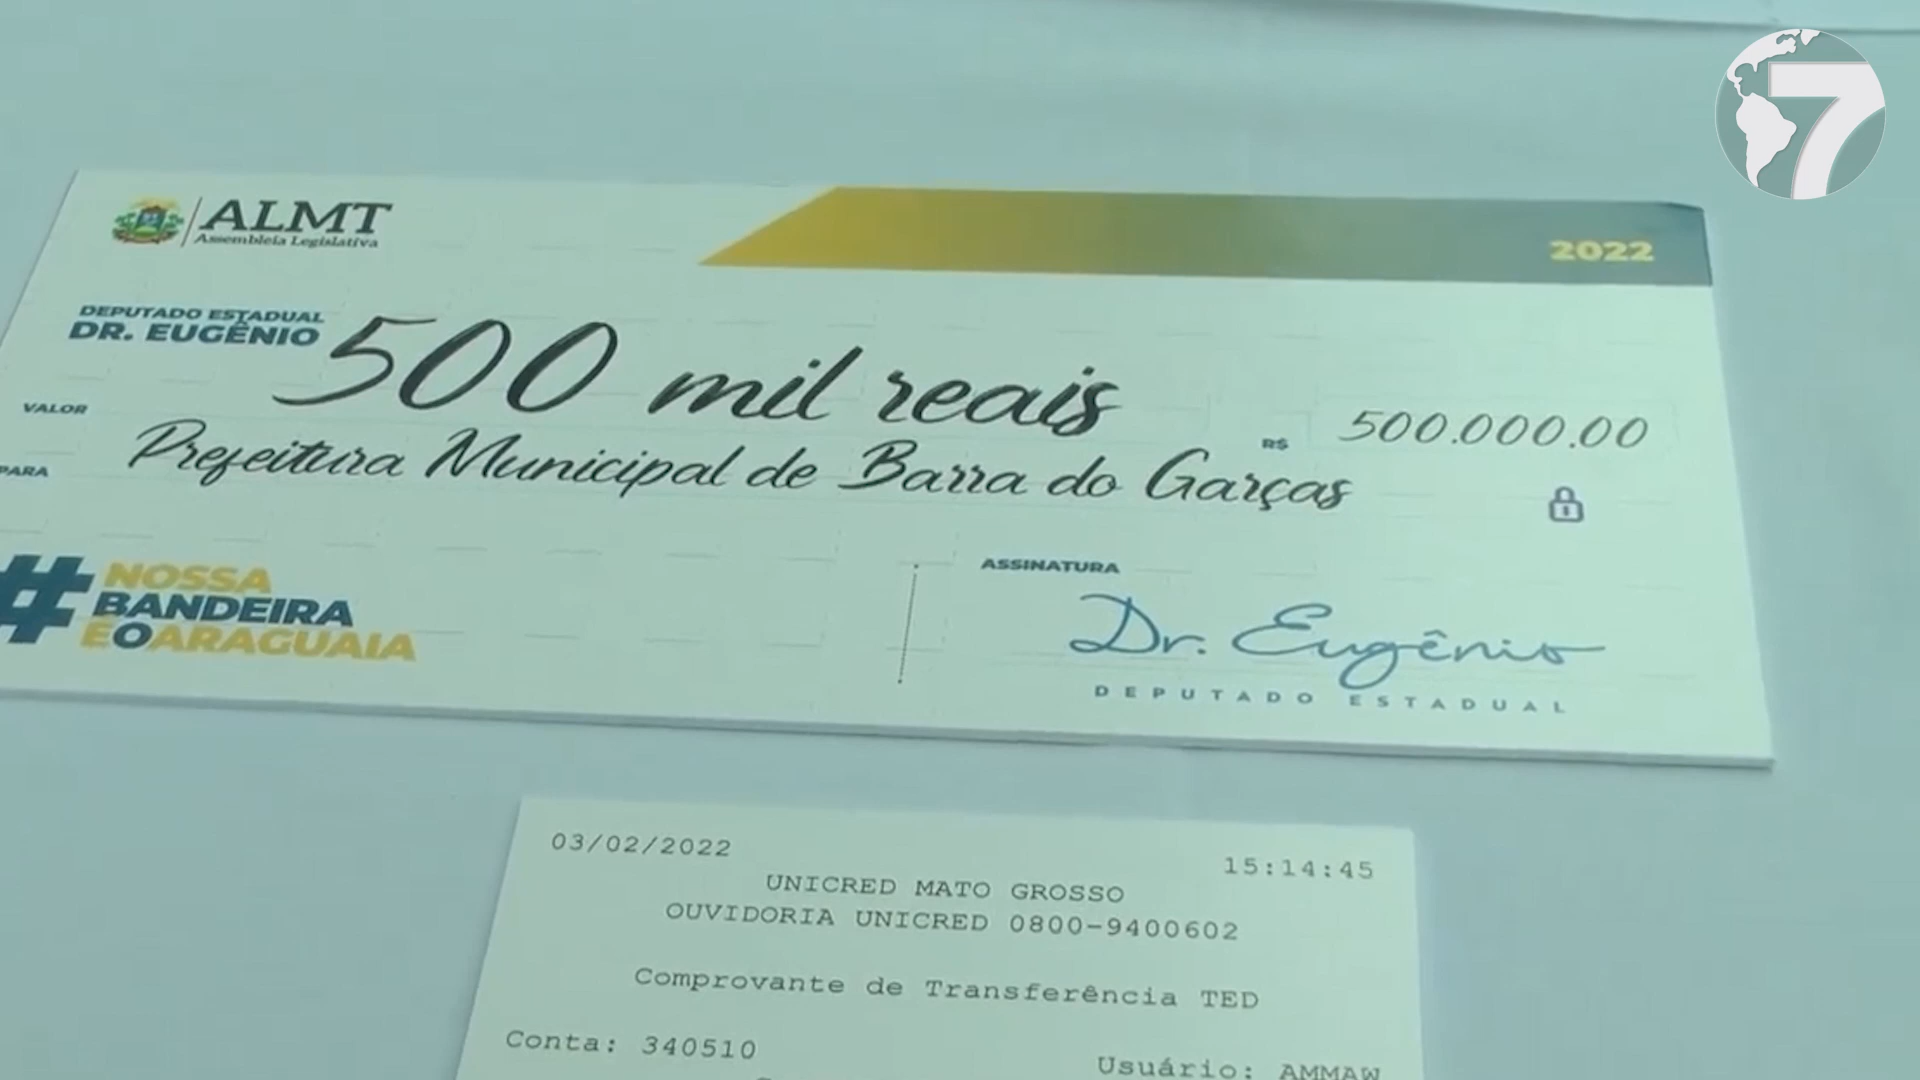 7
ALMT
Assembleia Legislativa
2022
DEPUTADO ESTADUAL
DR. EUGÊNIO
VALOR
500 mil reais
R$ 500.000.00
PARA
Prefeitura Municipal de Barra do Garças
#NOSSA
BANDEIRA
ÉOARAGUAIA
ASSINATURA
Dr. Eugênio
DEPUTADO ESTADUAL
03/02/2022 15:14:45
UNICRED MATO GROSSO
OUVIDORIA UNICRED 0800-9400602
Comprovante de Transferência TED
Conta: 340510
Usuário: AMMAW